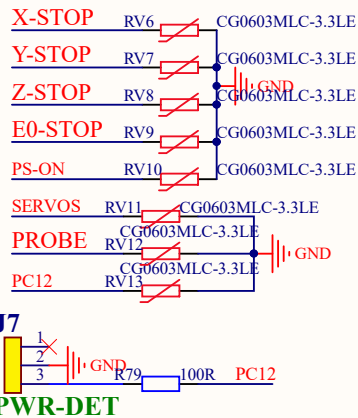 X-STOP RV6 CG0603MLC-3.3LE
Y-STOP RV7 CG0603MLC-3.3LE
GND
Z-STOP RV8 CG0603MLC-3.3LE
E0-STOP RV9 CG0603MLC-3.3LE
PS-ON RV10 CG0603MLC-3.3LE
SERVOS RV11 CG0603MLC-3.3LE
PROBE RV12 CG0603MLC-3.3LE
GND
PC12 RV13 CG0603MLC-3.3LE
J7
1
2 GND
3 R79 100R PC12
PWR-DET